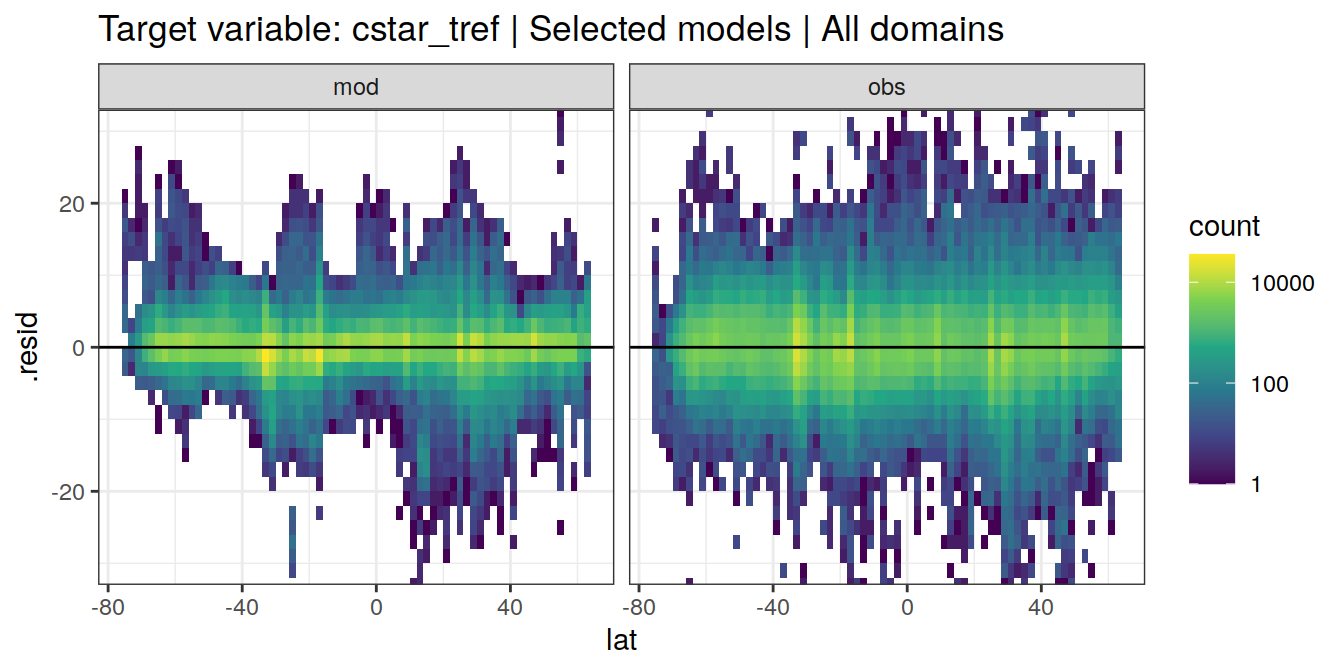 Target variable: cstar_tref | Selected models | All domains
mod
obs
.resid
20
0
-20
-80
-40
0
40
-80
-40
0
40
lat
count
10000
100
1